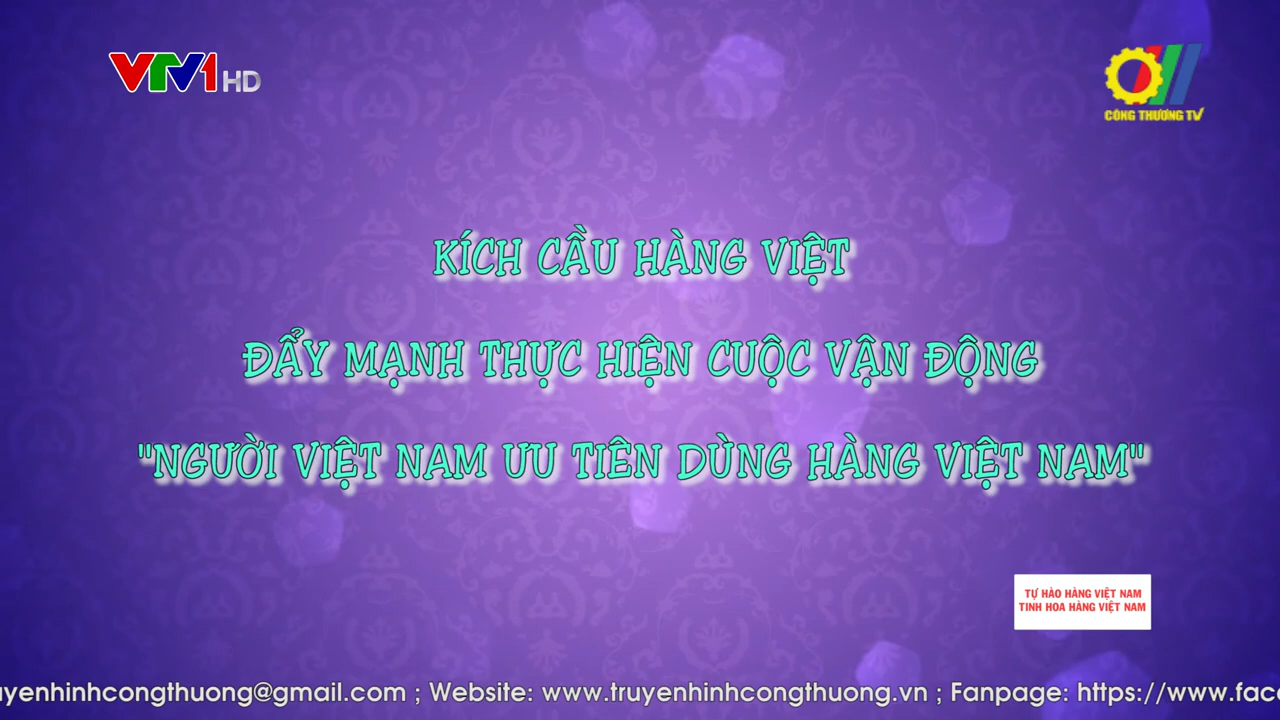 VTV1 HD
CÔNG THƯƠNG TV
KÍCH CẦU HÀNG VIỆT
ĐẨY MẠNH THỰC HIỆN CUỘC VẬN ĐỘNG
"NGƯỜI VIỆT NAM ƯU TIÊN DÙNG HÀNG VIỆT NAM"
TỰ HÀO HÀNG VIỆT NAM
TINH HOA HÀNG VIỆT NAM
uyenhinhcongthuong@gmail.com ; Website: www.truyenhinhcongthuong.vn ; Fanpage: https://www.face